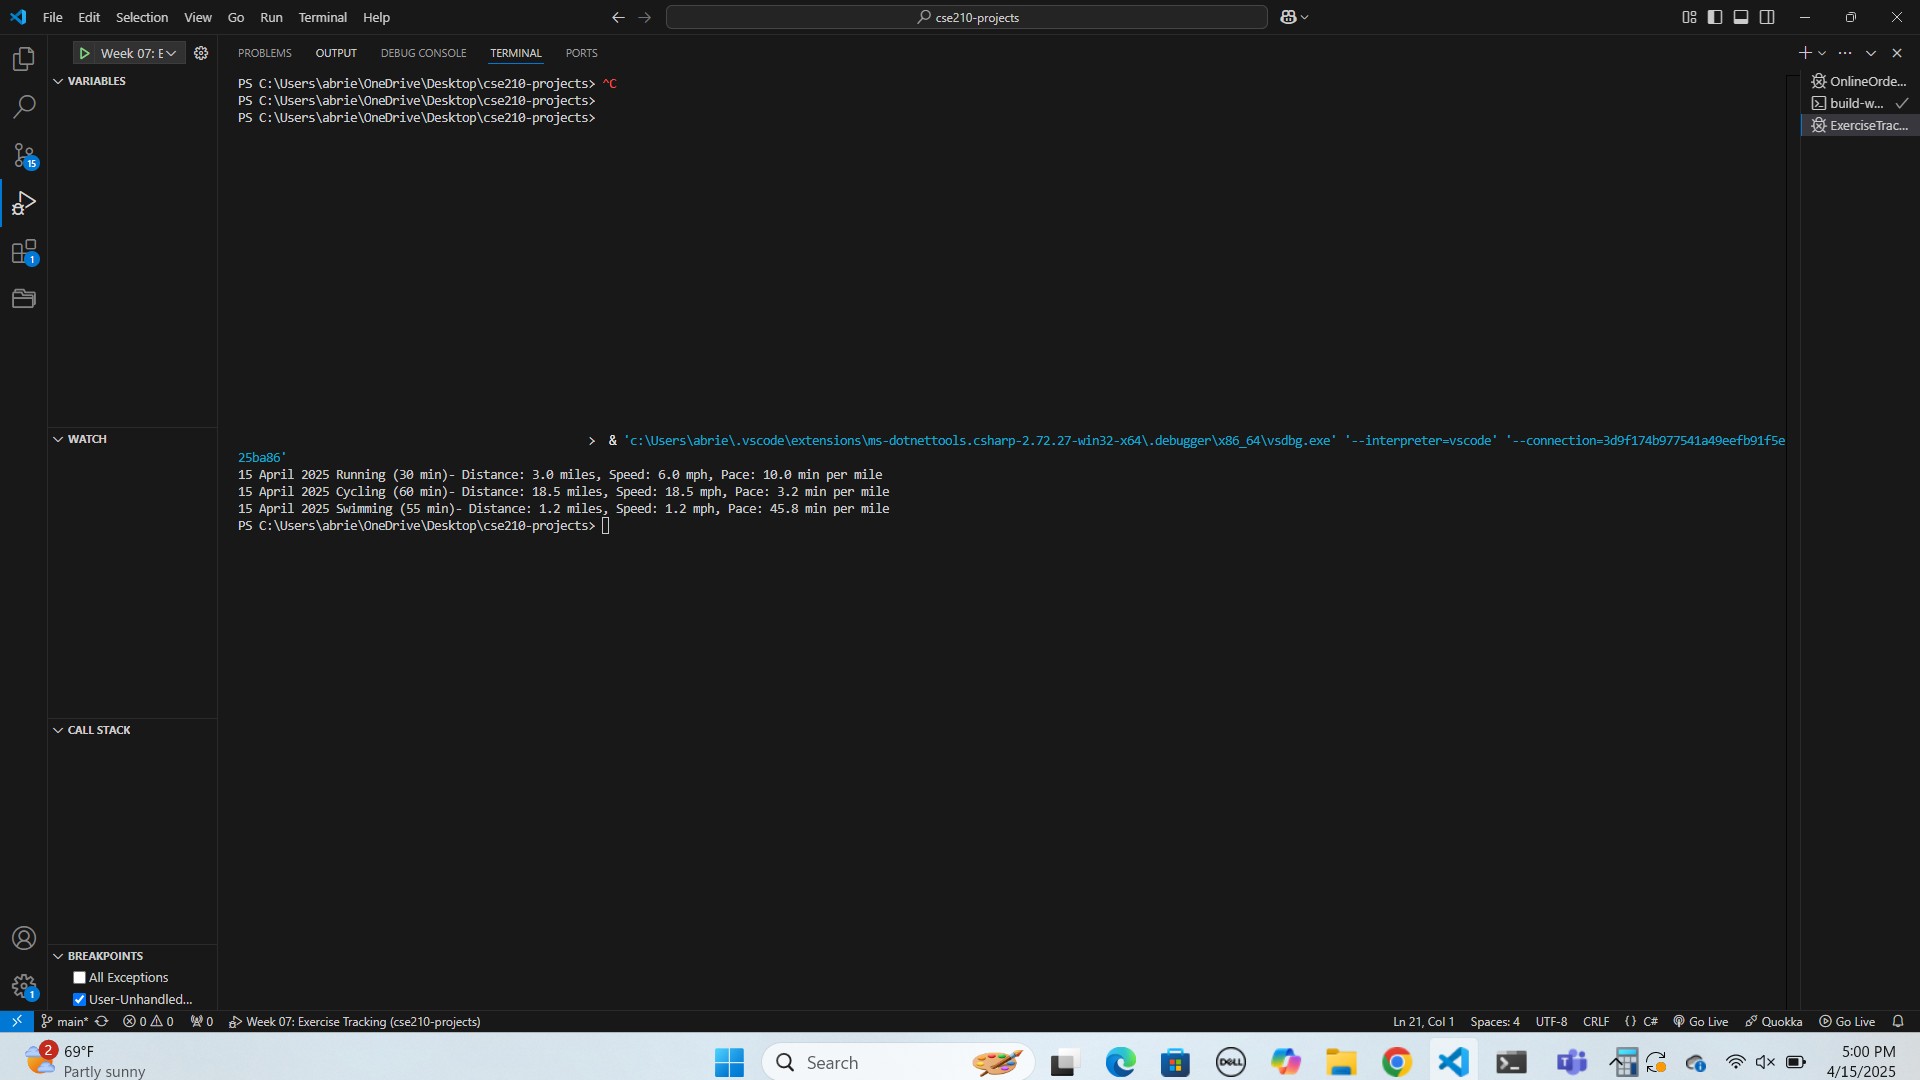 File Edit Selection View Go Run Terminal Help
cse210-projects
Week 07: E
PROBLEMS OUTPUT DEBUG CONSOLE TERMINAL PORTS
VARIABLES
PS C:\Users\abrie\OneDrive\Desktop\cse210-projects> ^C
PS C:\Users\abrie\OneDrive\Desktop\cse210-projects>
PS C:\Users\abrie\OneDrive\Desktop\cse210-projects>
OnlineOrde...
build-w...
ExerciseTrac...
15
1
WATCH
> & 'c:\Users\abrie\.vscode\extensions\ms-dotnettools.csharp-2.72.27-win32-x64\.debugger\x86_64\vsdbg.exe' '--interpreter=vscode' '--connection=3d9f174b977541a49eefb91f5e
25ba86'
15 April 2025 Running (30 min)- Distance: 3.0 miles, Speed: 6.0 mph, Pace: 10.0 min per mile
15 April 2025 Cycling (60 min)- Distance: 18.5 miles, Speed: 18.5 mph, Pace: 3.2 min per mile
15 April 2025 Swimming (55 min)- Distance: 1.2 miles, Speed: 1.2 mph, Pace: 45.8 min per mile
PS C:\Users\abrie\OneDrive\Desktop\cse210-projects>
CALL STACK
BREAKPOINTS
All Exceptions
User-Unhandled...
1
main* 0 0 0 Week 07: Exercise Tracking (cse210-projects)
Ln 21, Col 1 Spaces: 4 UTF-8 CRLF {} C# Go Live Quokka Go Live
2
69°F
Partly sunny
Search
DELL
5:00 PM
4/15/2025